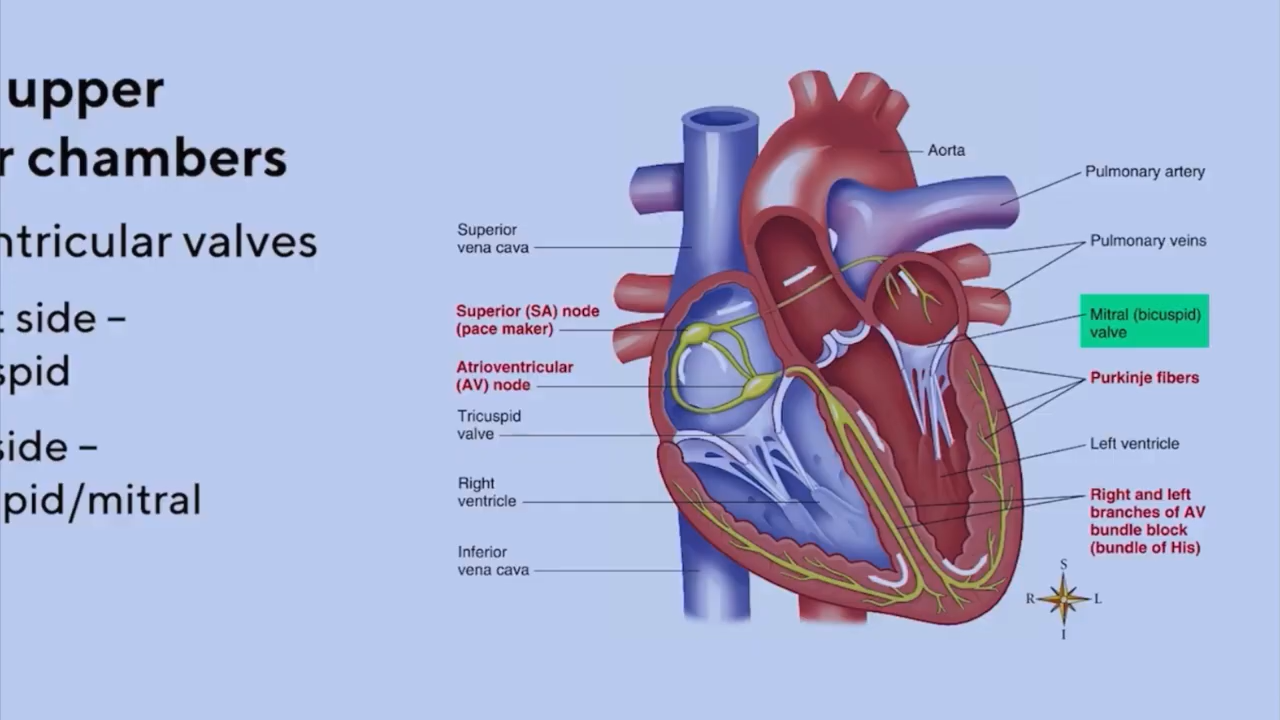 upper
r chambers
ntricular valves
t side –
spid
side –
pid/mitral
Aorta
Pulmonary artery
Superior
vena cava
Pulmonary veins
Superior (SA) node
(pace maker)
Mitral (bicuspid)
valve
Atrioventricular
(AV) node
Purkinje fibers
Tricuspid
valve
Left ventricle
Right
ventricle
Right and left
branches of AV
bundle block
(bundle of His)
Inferior
vena cava
S
R
L
I